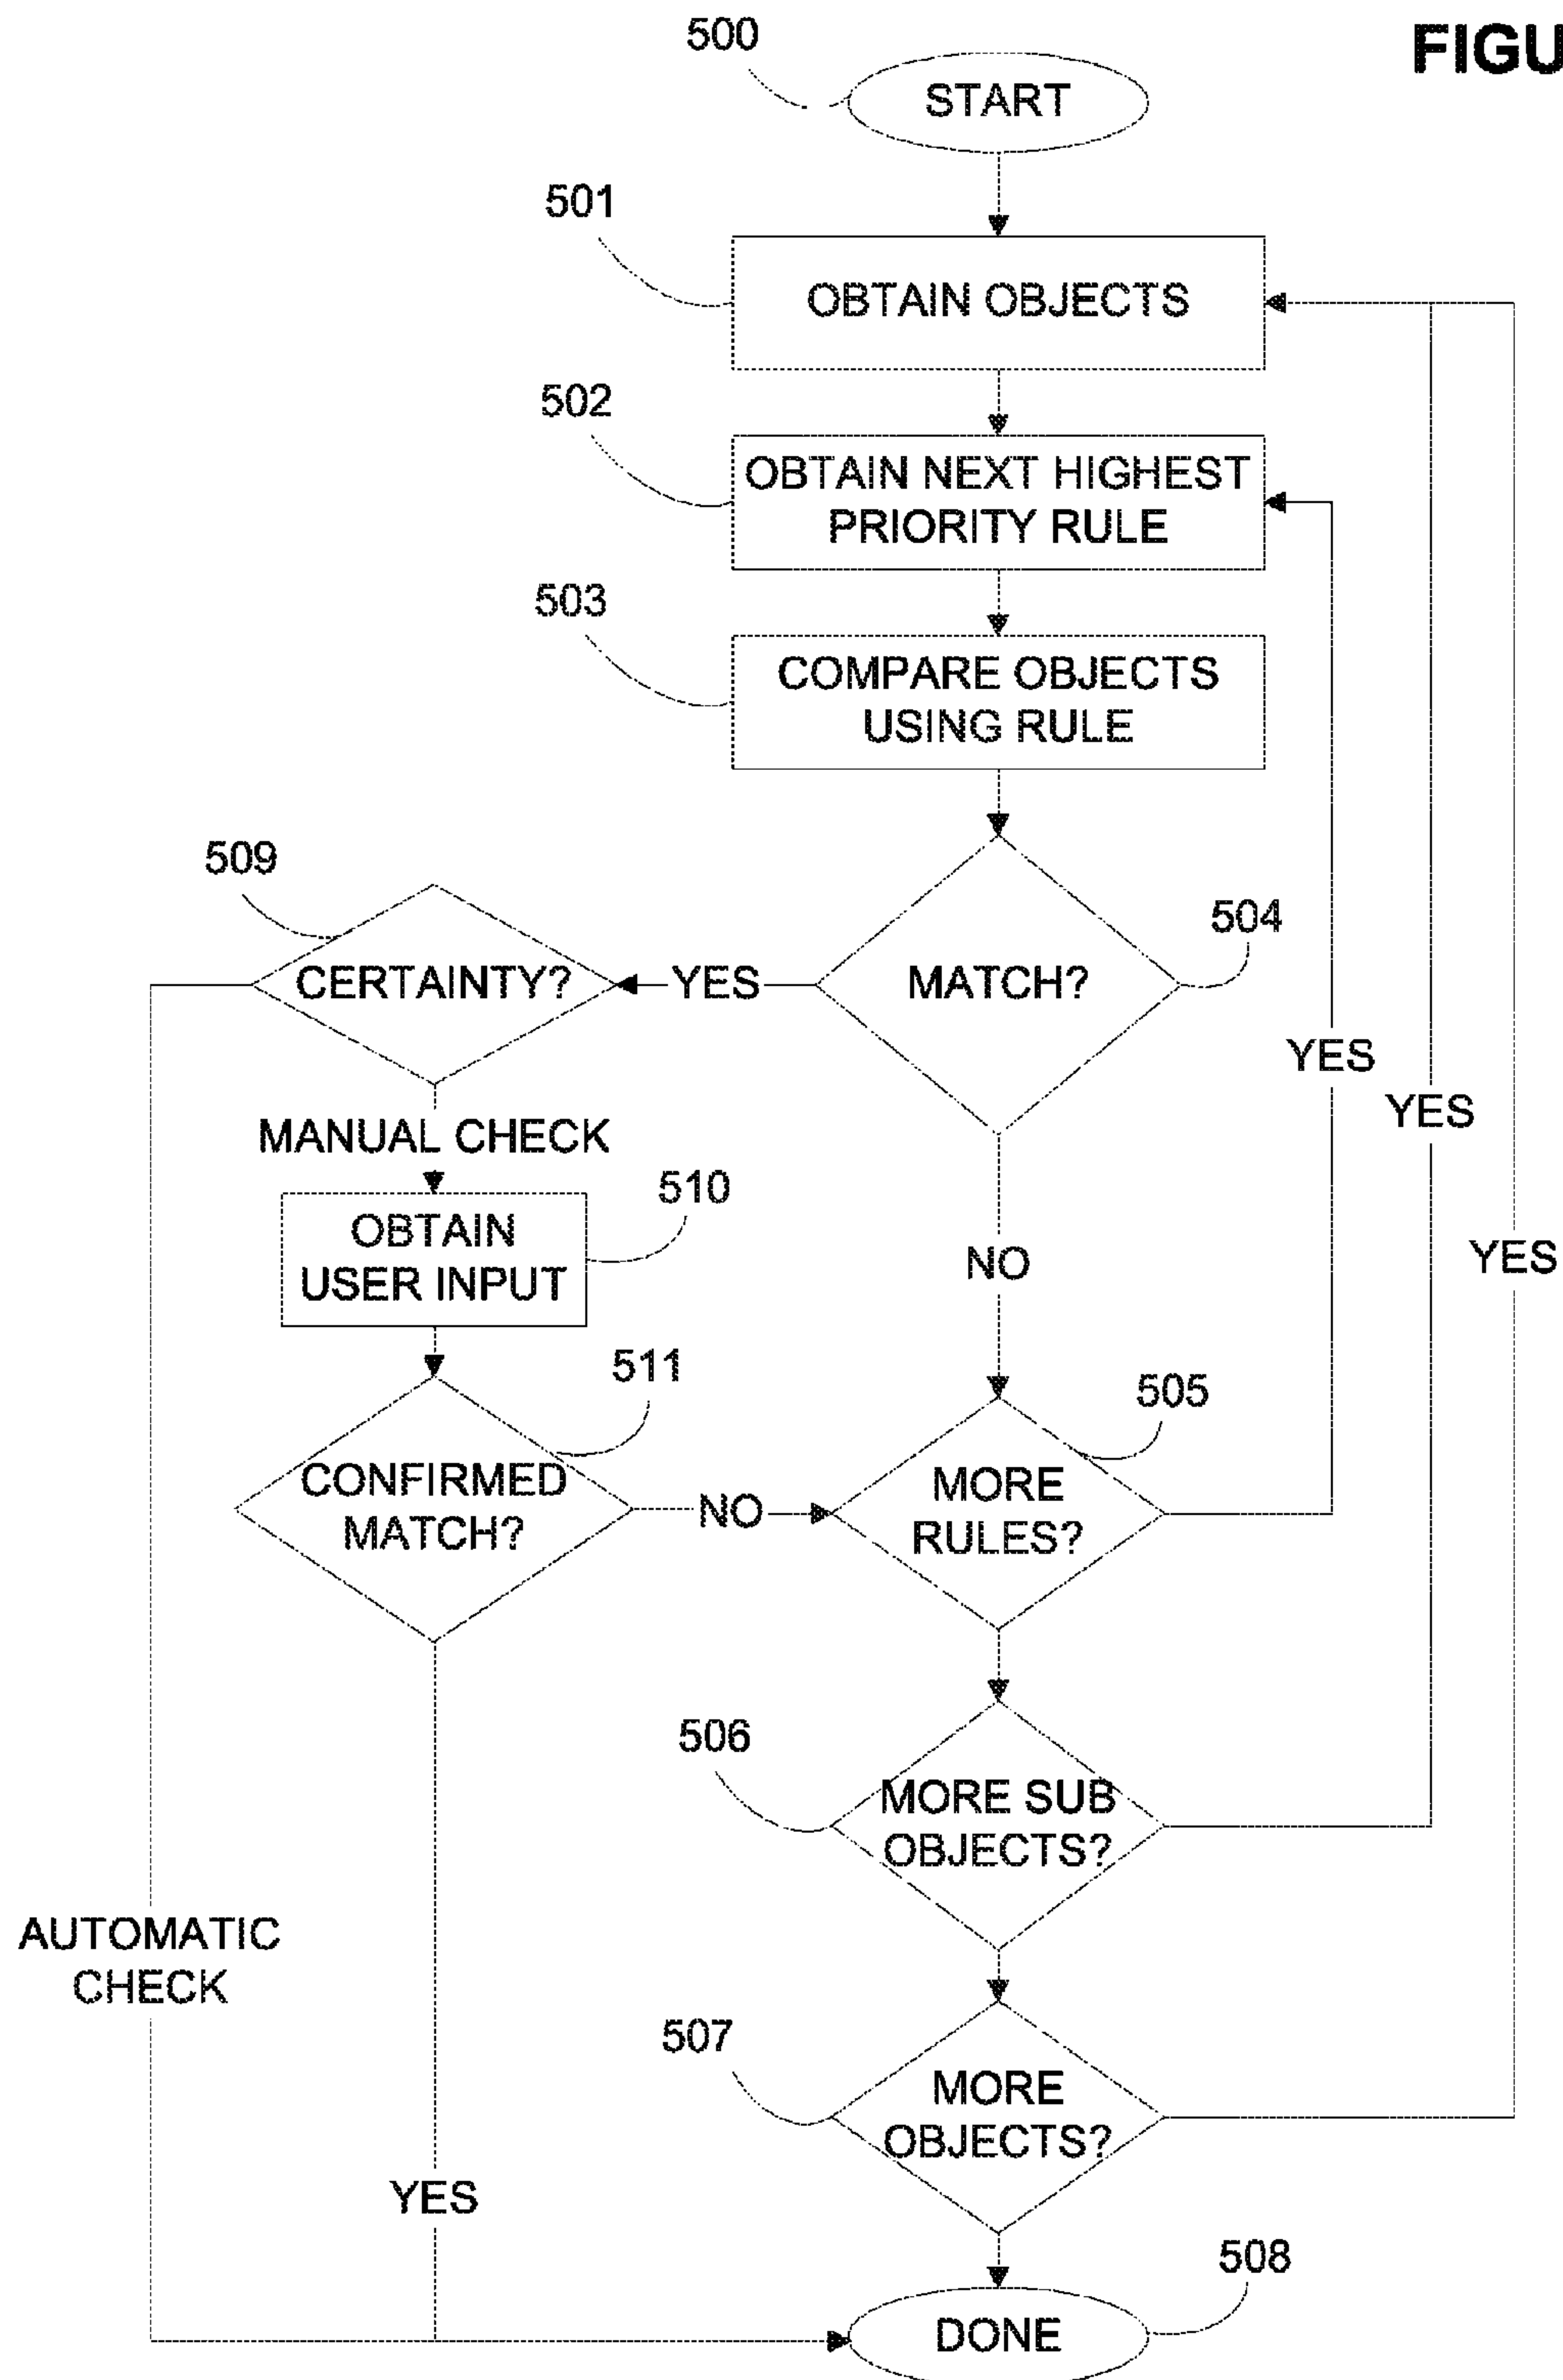 500
FIGU
START
501
OBTAIN OBJECTS
502
OBTAIN NEXT HIGHEST
PRIORITY RULE
503
COMPARE OBJECTS
USING RULE
509
504
CERTAINTY?
YES
MATCH?
YES
YES
MANUAL CHECK
510
OBTAIN
USER INPUT
NO
YES
511
505
CONFIRMED
MATCH?
NO
MORE
RULES?
506
MORE SUB
OBJECTS?
AUTOMATIC
CHECK
507
MORE
OBJECTS?
YES
508
DONE